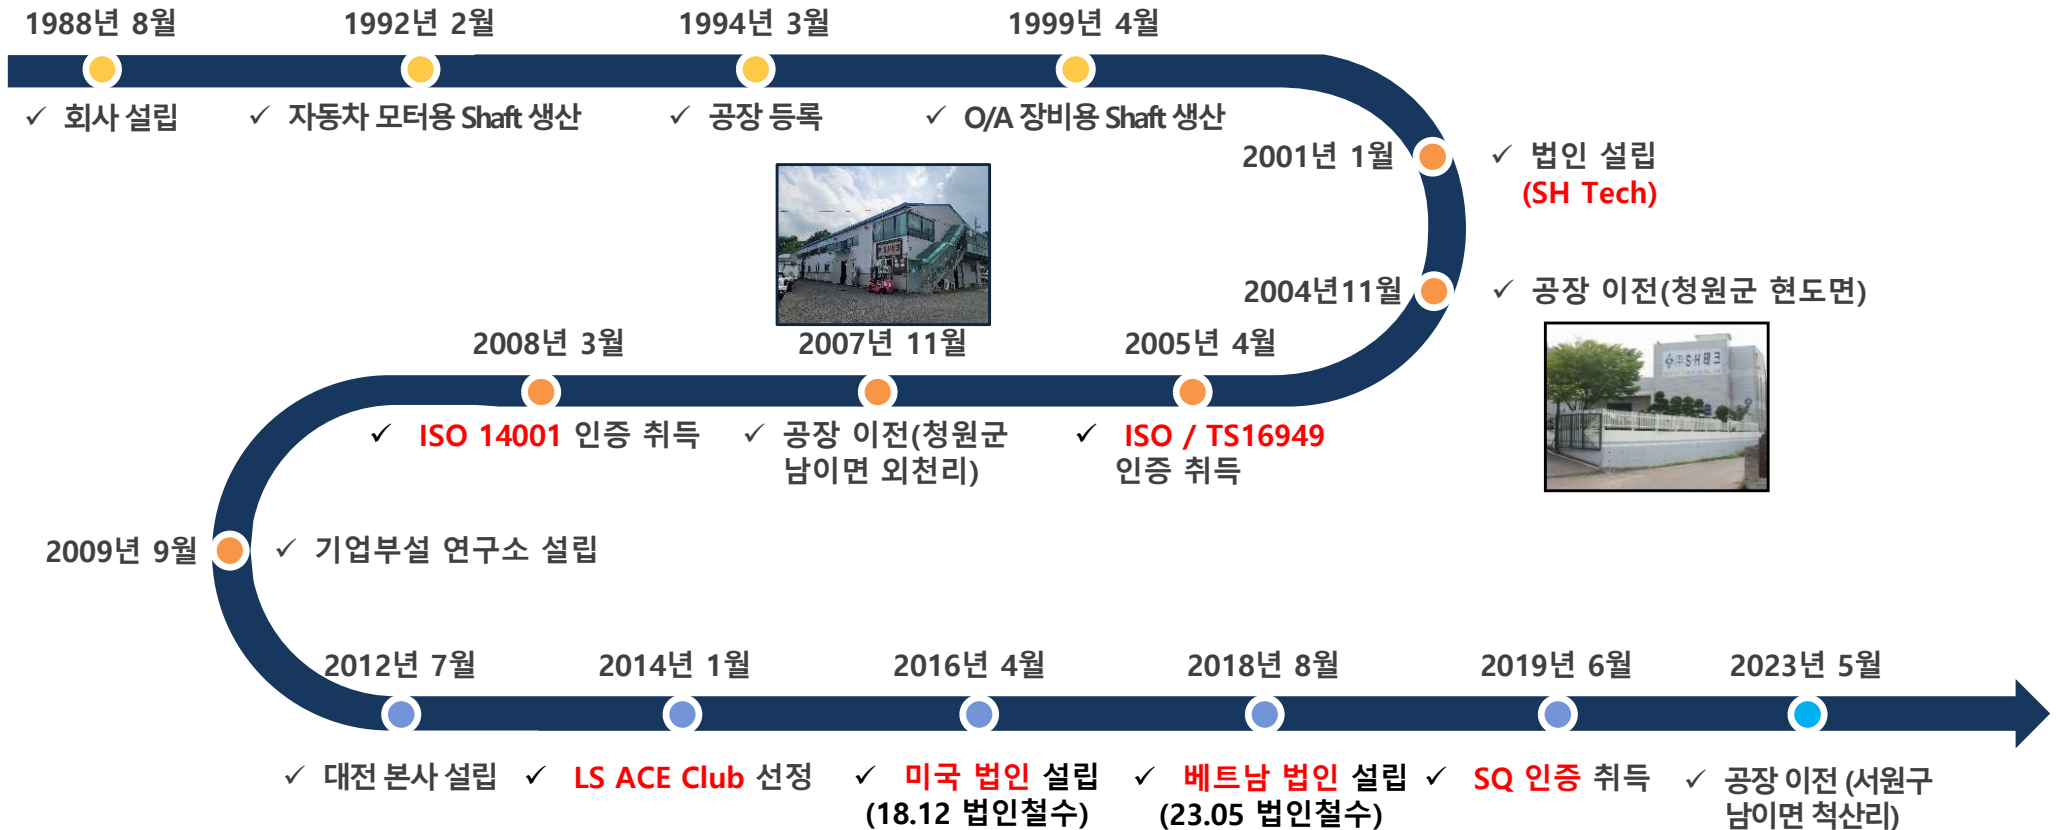 1988년 8월
1992년 2월
1994년 3월
1999년 4월
✓ 회사 설립
✓ 자동차 모터용 Shaft 생산
✓ 공장 등록
✓ O/A 장비용 Shaft 생산
2001년 1월
✓ 법인 설립
(SH Tech)
2004년11월
✓ 공장 이전(청원군 현도면)
(주)SH테크
2005년 4월
2007년 11월
2008년 3월
✓ ISO / TS16949
인증 취득
✓ 공장 이전(청원군
남이면 외천리)
✓ ISO 14001 인증 취득
2009년 9월
✓ 기업부설 연구소 설립
2012년 7월
2014년 1월
2016년 4월
2018년 8월
2019년 6월
2023년 5월
✓ 대전 본사 설립
✓ LS ACE Club 선정
✓ 미국 법인 설립
(18.12 법인철수)
✓ 베트남 법인 설립
(23.05 법인철수)
✓ SQ 인증 취득
✓ 공장 이전 (서원구
남이면 척산리)